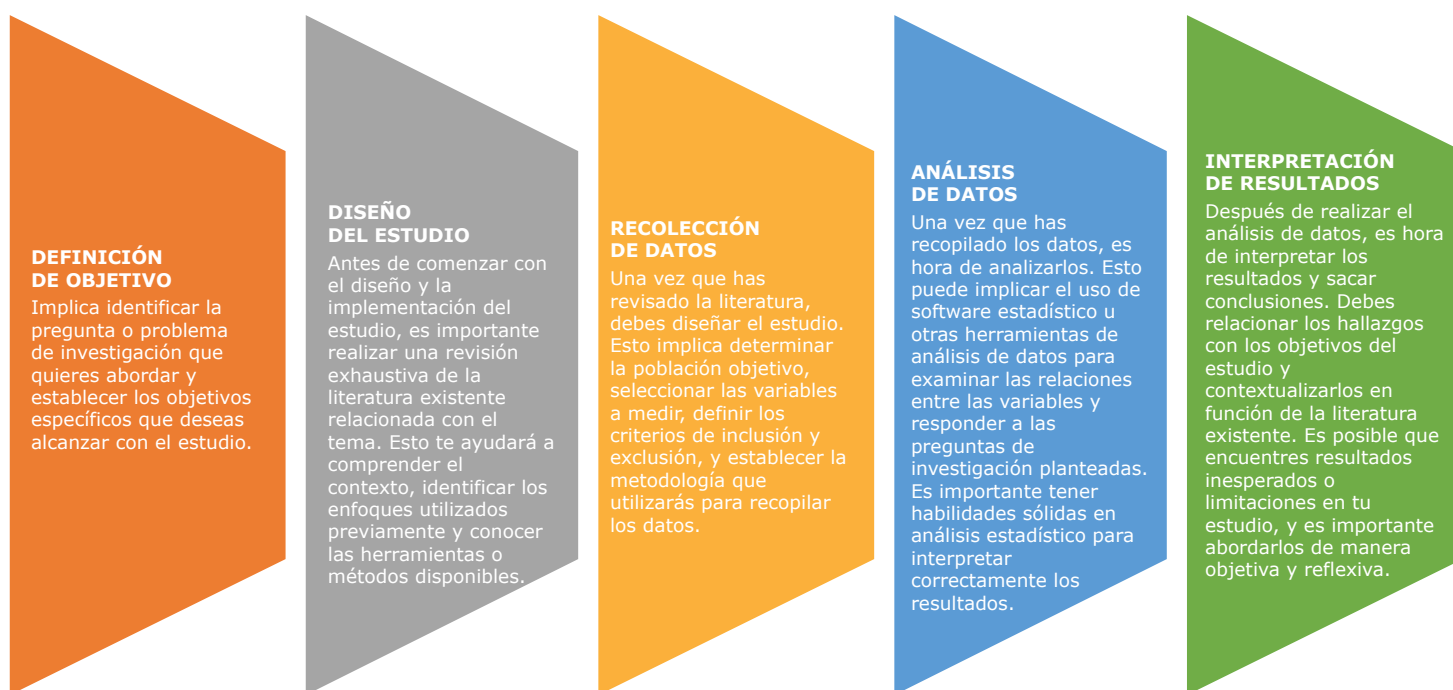 DEFINICIÓN
DE OBJETIVO
Implica identificar la
pregunta o problema
de investigación que
quieres abordar y
establecer los objetivos
específicos que deseas
alcanzar con el estudio.
DISEÑO
DEL ESTUDIO
Antes de comenzar con
el diseño y la
implementación del
estudio, es importante
realizar una revisión
exhaustiva de la
literatura existente
relacionada con el
tema. Esto te ayudará a
comprender el
contexto, identificar los
enfoques utilizados
previamente y conocer
las herramientas o
métodos disponibles.
RECOLECCIÓN
DE DATOS
Una vez que has
revisado la literatura,
debes diseñar el estudio.
Esto implica determinar
la población objetivo,
seleccionar las variables
a medir, definir los
criterios de inclusión y
exclusión, y establecer la
metodología que
utilizarás para recopilar
los datos.
ANÁLISIS
DE DATOS
Una vez que has
recopilado los datos, es
hora de analizarlos. Esto
puede implicar el uso de
software estadístico u
otras herramientas de
análisis de datos para
examinar las relaciones
entre las variables y
responder a las
preguntas de
investigación planteadas.
Es importante tener
habilidades sólidas en
análisis estadístico para
interpretar
correctamente los
resultados.
INTERPRETACIÓN
DE RESULTADOS
Después de realizar el
análisis de datos, es hora
de interpretar los
resultados y sacar
conclusiones. Debes
relacionar los hallazgos
con los objetivos del
estudio y
contextualizarlos en
función de la literatura
existente. Es posible que
encuentres resultados
inesperados o
limitaciones en tu
estudio, y es importante
abordarlos de manera
objetiva y reflexiva.